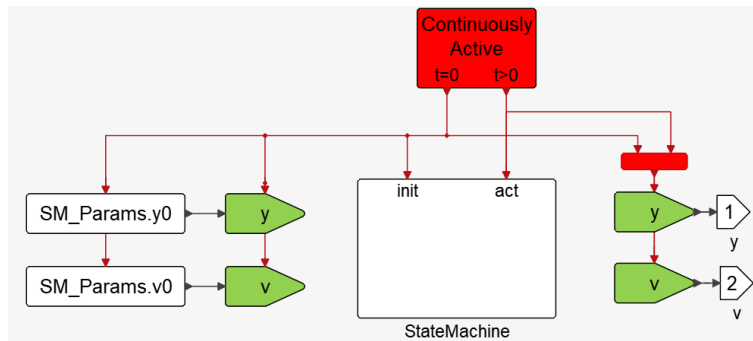 Continuously
Active
t=0 t>0
init act
SM_Params.y0 y y 1
y
SM_Params.v0 v v 2
v
StateMachine